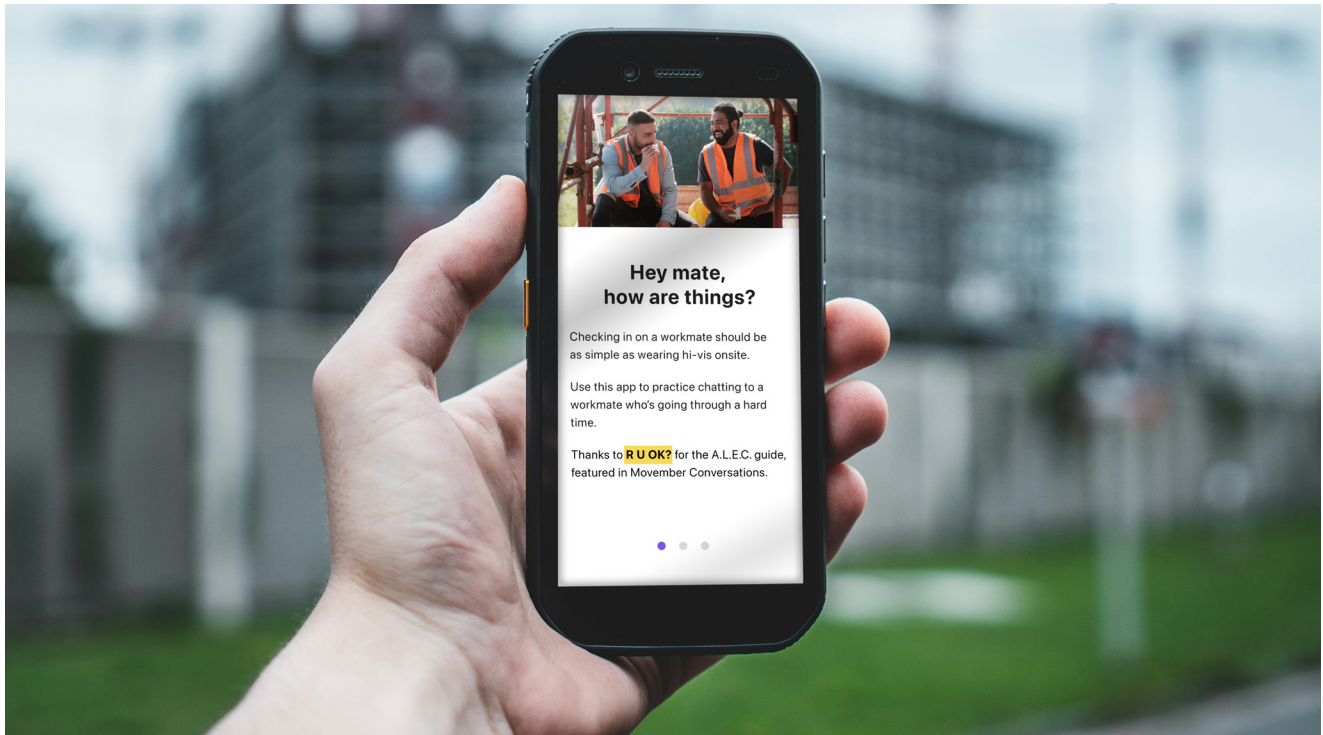 Hey mate,
how are things?
Checking in on a workmate should be
as simple as wearing hi-vis onsite.
Use this app to practice chatting to a
workmate who's going through a hard
time.
Thanks to R U OK? for the A.L.E.C. guide,
featured in Movember Conversations.